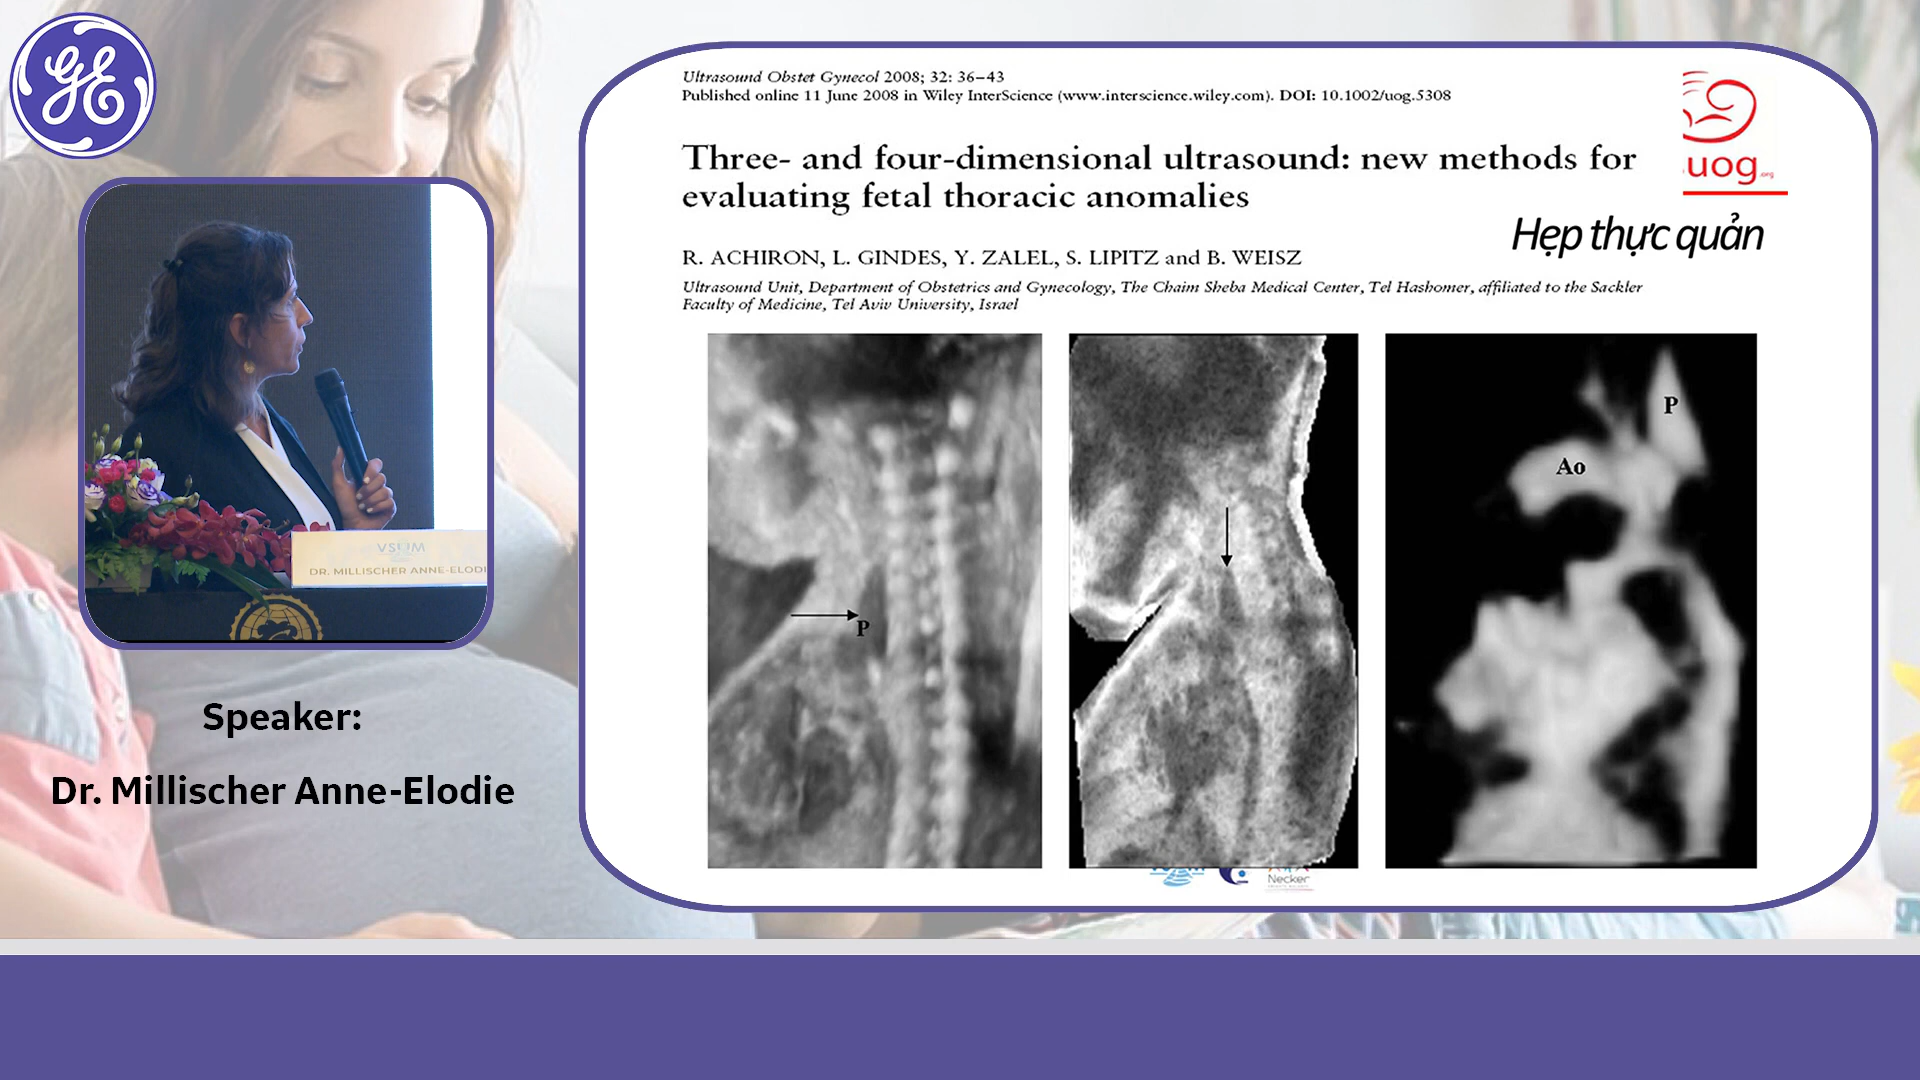 GE
Ultrasound Obstet Gynecol 2008; 32: 36–43
Published online 11 June 2008 in Wiley InterScience (www.interscience.wiley.com). DOI: 10.1002/uog.5308
Three- and four-dimensional ultrasound: new methods for
evaluating fetal thoracic anomalies
uog.org
Hẹp thực quản
R. ACHIRON, L. GINDES, Y. ZALEL, S. LIPITZ and B. WEISZ
Ultrasound Unit, Department of Obstetrics and Gynecology, The Chaim Sheba Medical Center, Tel Hashomer, affiliated to the Sackler
Faculty of Medicine, Tel Aviv University, Israel
P
P
Ao
Necker
VSUM
DR. MILLISCHER ANNE-ELODI
Speaker:
Dr. Millischer Anne-Elodie